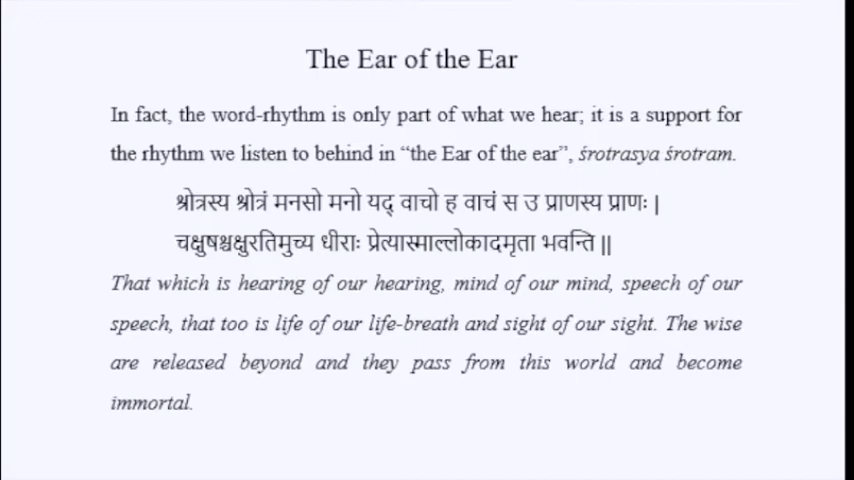 The Ear of the Ear
In fact, the word-rhythm is only part of what we hear; it is a support for
the rhythm we listen to behind in “the Ear of the ear”, śrotrasya śrotram.
श्रोत्रस्य श्रोत्रं मनसो मनो यद् वाचो ह वाचं स उ प्राणस्य प्राणः |
चक्षुषश्चक्षुरतिमुच्य धीराः प्रेत्यास्माल्लोकादमृता भवन्ति ||
That which is hearing of our hearing, mind of our mind, speech of our
speech, that too is life of our life-breath and sight of our sight. The wise
are released beyond and they pass from this world and become
immortal.